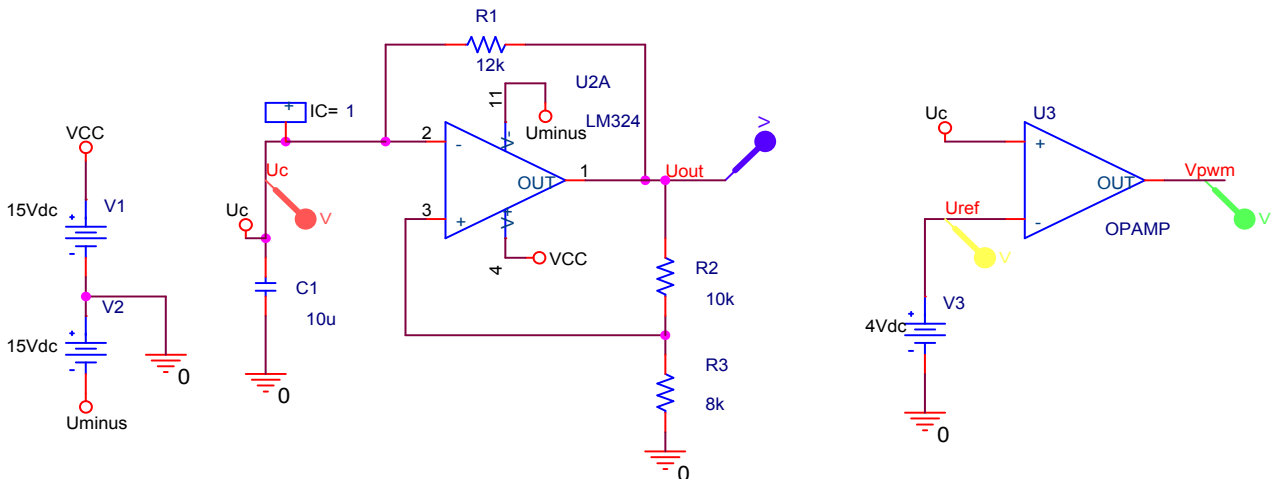 VCC
15Vdc
V1
+
-
V2
15Vdc
+
-
0
Uminus
R1
12k
U2A
LM324
IC= 1
+
11
Uminus
V-
2
-
OUT
1
Uout
V
3
+
V+
4
VCC
Uc
V
Uc
C1
10u
0
R2
10k
R3
8k
0
Uc
U3
+
OUT
Vpwm
V
Uref
-
OPAMP
V
V3
4Vdc
+
-
0